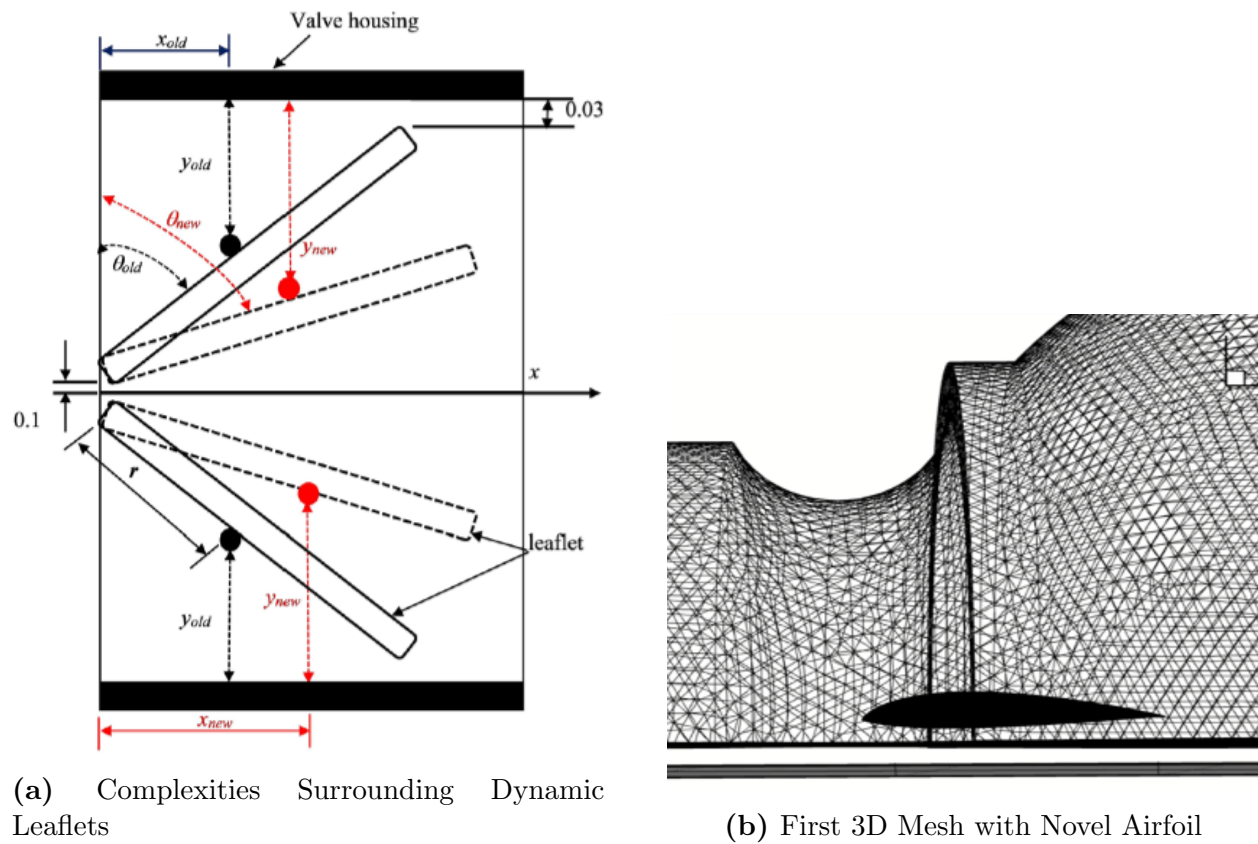 Valve housing
x_old
0.03
y_old
θ_new
y_new
θ_old
x
0.1
r
leaflet
y_new
y_old
x_new
(a) Complexities Surrounding Dynamic
Leaflets
(b) First 3D Mesh with Novel Airfoil